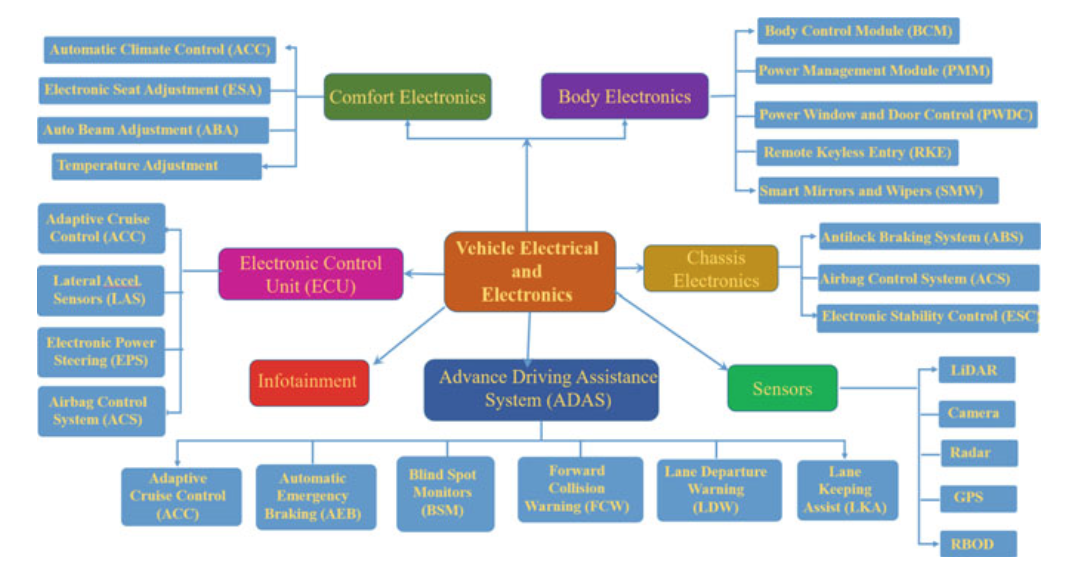 Automatic Climate Control (ACC)
Electronic Seat Adjustment (ESA)
Auto Beam Adjustment (ABA)
Temperature Adjustment
Comfort Electronics
Body Electronics
Body Control Module (BCM)
Power Management Module (PMM)
Power Window and Door Control (PWDC)
Remote Keyless Entry (RKE)
Smart Mirrors and Wipers (SMW)
Adaptive Cruise
Control (ACC)
Lateral Accel.
Sensors (LAS)
Electronic Power
Steering (EPS)
Airbag Control
System (ACS)
Electronic Control
Unit (ECU)
Vehicle Electrical
and
Electronics
Chassis
Electronics
Antilock Braking System (ABS)
Airbag Control System (ACS)
Electronic Stability Control (ESC)
Infotainment
Advance Driving Assistance
System (ADAS)
Sensors
LiDAR
Camera
Radar
GPS
RBOD
Adaptive
Cruise Control
(ACC)
Automatic
Emergency
Braking (AEB)
Blind Spot
Monitors
(BSM)
Forward
Collision
Warning (FCW)
Lane Departure
Warning
(LDW)
Lane
Keeping
Assist (LKA)